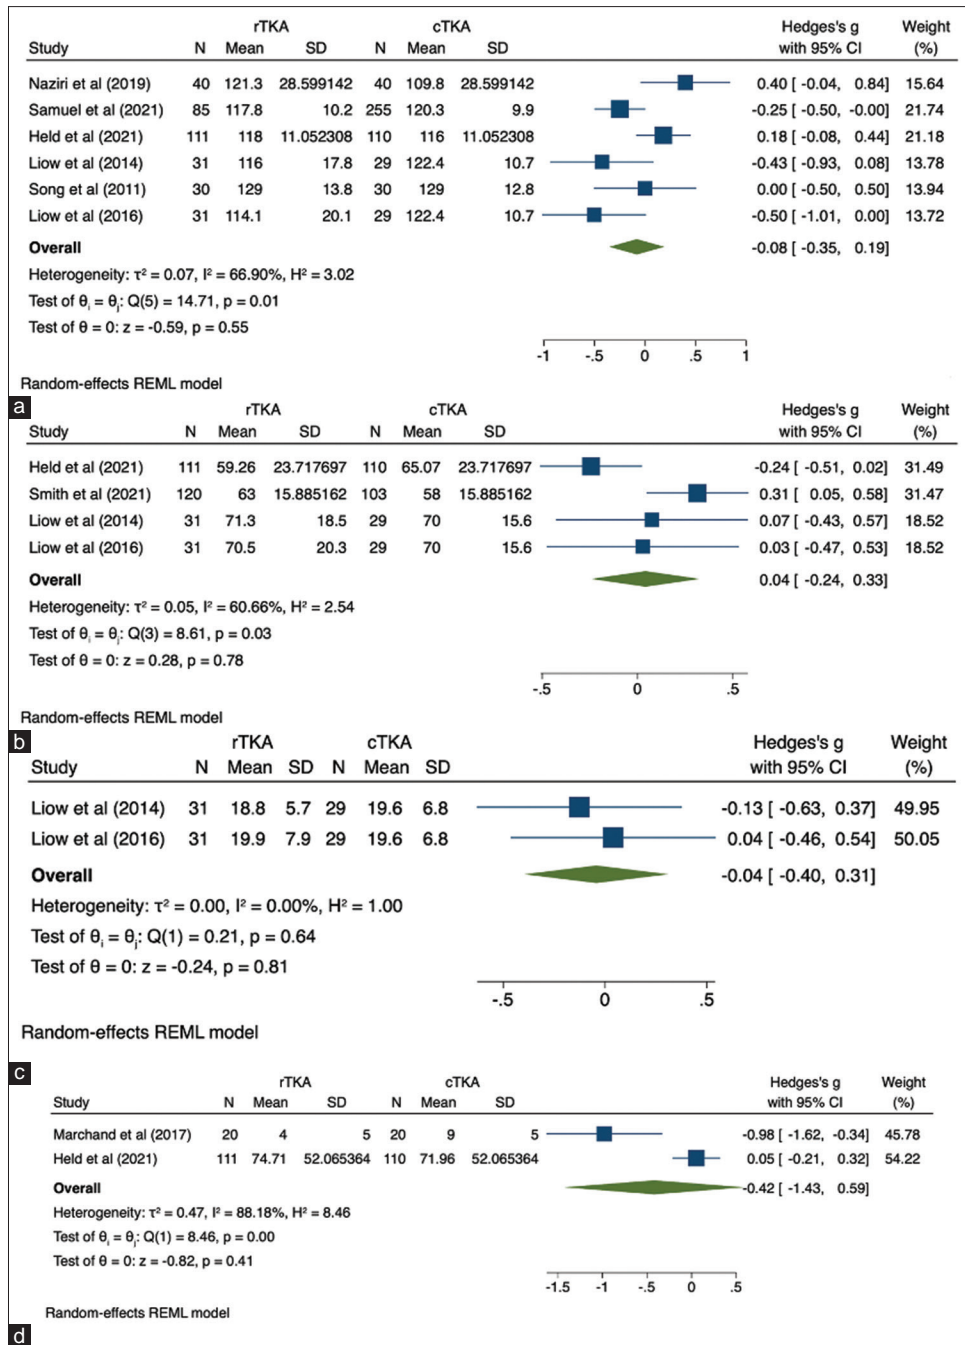 rTKA cTKA Hedges's g Weight
Study N Mean SD N Mean SD with 95% CI (%)
Naziri et al (2019) 40 121.3 28.599142 40 109.8 28.599142 0.40 [ -0.04, 0.84] 15.64
Samuel et al (2021) 85 117.8 10.2 255 120.3 9.9 -0.25 [ -0.50, -0.00] 21.74
Held et al (2021) 111 118 11.052308 110 116 11.052308 0.18 [ -0.08, 0.44] 21.18
Liow et al (2014) 31 116 17.8 29 122.4 10.7 -0.43 [ -0.93, 0.08] 13.78
Song et al (2011) 30 129 13.8 30 129 12.8 0.00 [ -0.50, 0.50] 13.94
Liow et al (2016) 31 114.1 20.1 29 122.4 10.7 -0.50 [ -1.01, 0.00] 13.72
Overall -0.08 [ -0.35, 0.19]
Heterogeneity: τ² = 0.07, I² = 66.90%, H² = 3.02
Test of θᵢ = θⱼ: Q(5) = 14.71, p = 0.01
Test of θ = 0: z = -0.59, p = 0.55
-1 -.5 0 .5 1
Random-effects REML model
a
rTKA cTKA Hedges's g Weight
Study N Mean SD N Mean SD with 95% CI (%)
Held et al (2021) 111 59.26 23.717697 110 65.07 23.717697 -0.24 [ -0.51, 0.02] 31.49
Smith et al (2021) 120 63 15.885162 103 58 15.885162 0.31 [ 0.05, 0.58] 31.47
Liow et al (2014) 31 71.3 18.5 29 70 15.6 0.07 [ -0.43, 0.57] 18.52
Liow et al (2016) 31 70.5 20.3 29 70 15.6 0.03 [ -0.47, 0.53] 18.52
Overall 0.04 [ -0.24, 0.33]
Heterogeneity: τ² = 0.05, I² = 60.66%, H² = 2.54
Test of θᵢ = θⱼ: Q(3) = 8.61, p = 0.03
Test of θ = 0: z = 0.28, p = 0.78
-.5 0 .5
Random-effects REML model
b
rTKA cTKA Hedges's g Weight
Study N Mean SD N Mean SD with 95% CI (%)
Liow et al (2014) 31 18.8 5.7 29 19.6 6.8 -0.13 [ -0.63, 0.37] 49.95
Liow et al (2016) 31 19.9 7.9 29 19.6 6.8 0.04 [ -0.46, 0.54] 50.05
Overall -0.04 [ -0.40, 0.31]
Heterogeneity: τ² = 0.00, I² = 0.00%, H² = 1.00
Test of θᵢ = θⱼ: Q(1) = 0.21, p = 0.64
Test of θ = 0: z = -0.24, p = 0.81
-.5 0 .5
Random-effects REML model
c
rTKA cTKA Hedges's g Weight
Study N Mean SD N Mean SD with 95% CI (%)
Marchand et al (2017) 20 4 5 20 9 5 -0.98 [ -1.62, -0.34] 45.78
Held et al (2021) 111 74.71 52.065364 110 71.96 52.065364 0.05 [ -0.21, 0.32] 54.22
Overall -0.42 [ -1.43, 0.59]
Heterogeneity: τ² = 0.47, I² = 88.18%, H² = 8.46
Test of θᵢ = θⱼ: Q(1) = 8.46, p = 0.00
Test of θ = 0: z = -0.82, p = 0.41
-1.5 -1 -.5 0 .5
Random-effects REML model
d